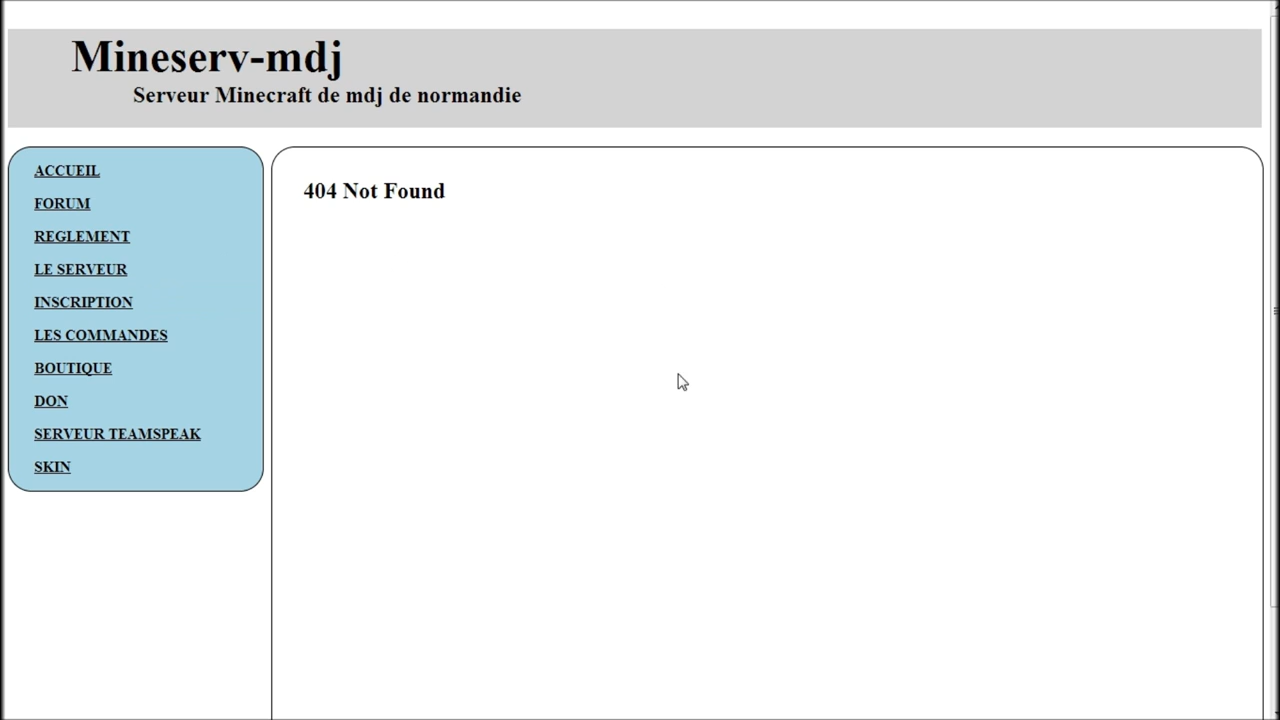 Mineserv-mdj
Serveur Minecraft de mdj de normandie
ACCUEIL
FORUM
REGLEMENT
LE SERVEUR
INSCRIPTION
LES COMMANDES
BOUTIQUE
DON
SERVEUR TEAMSPEAK
SKIN
404 Not Found